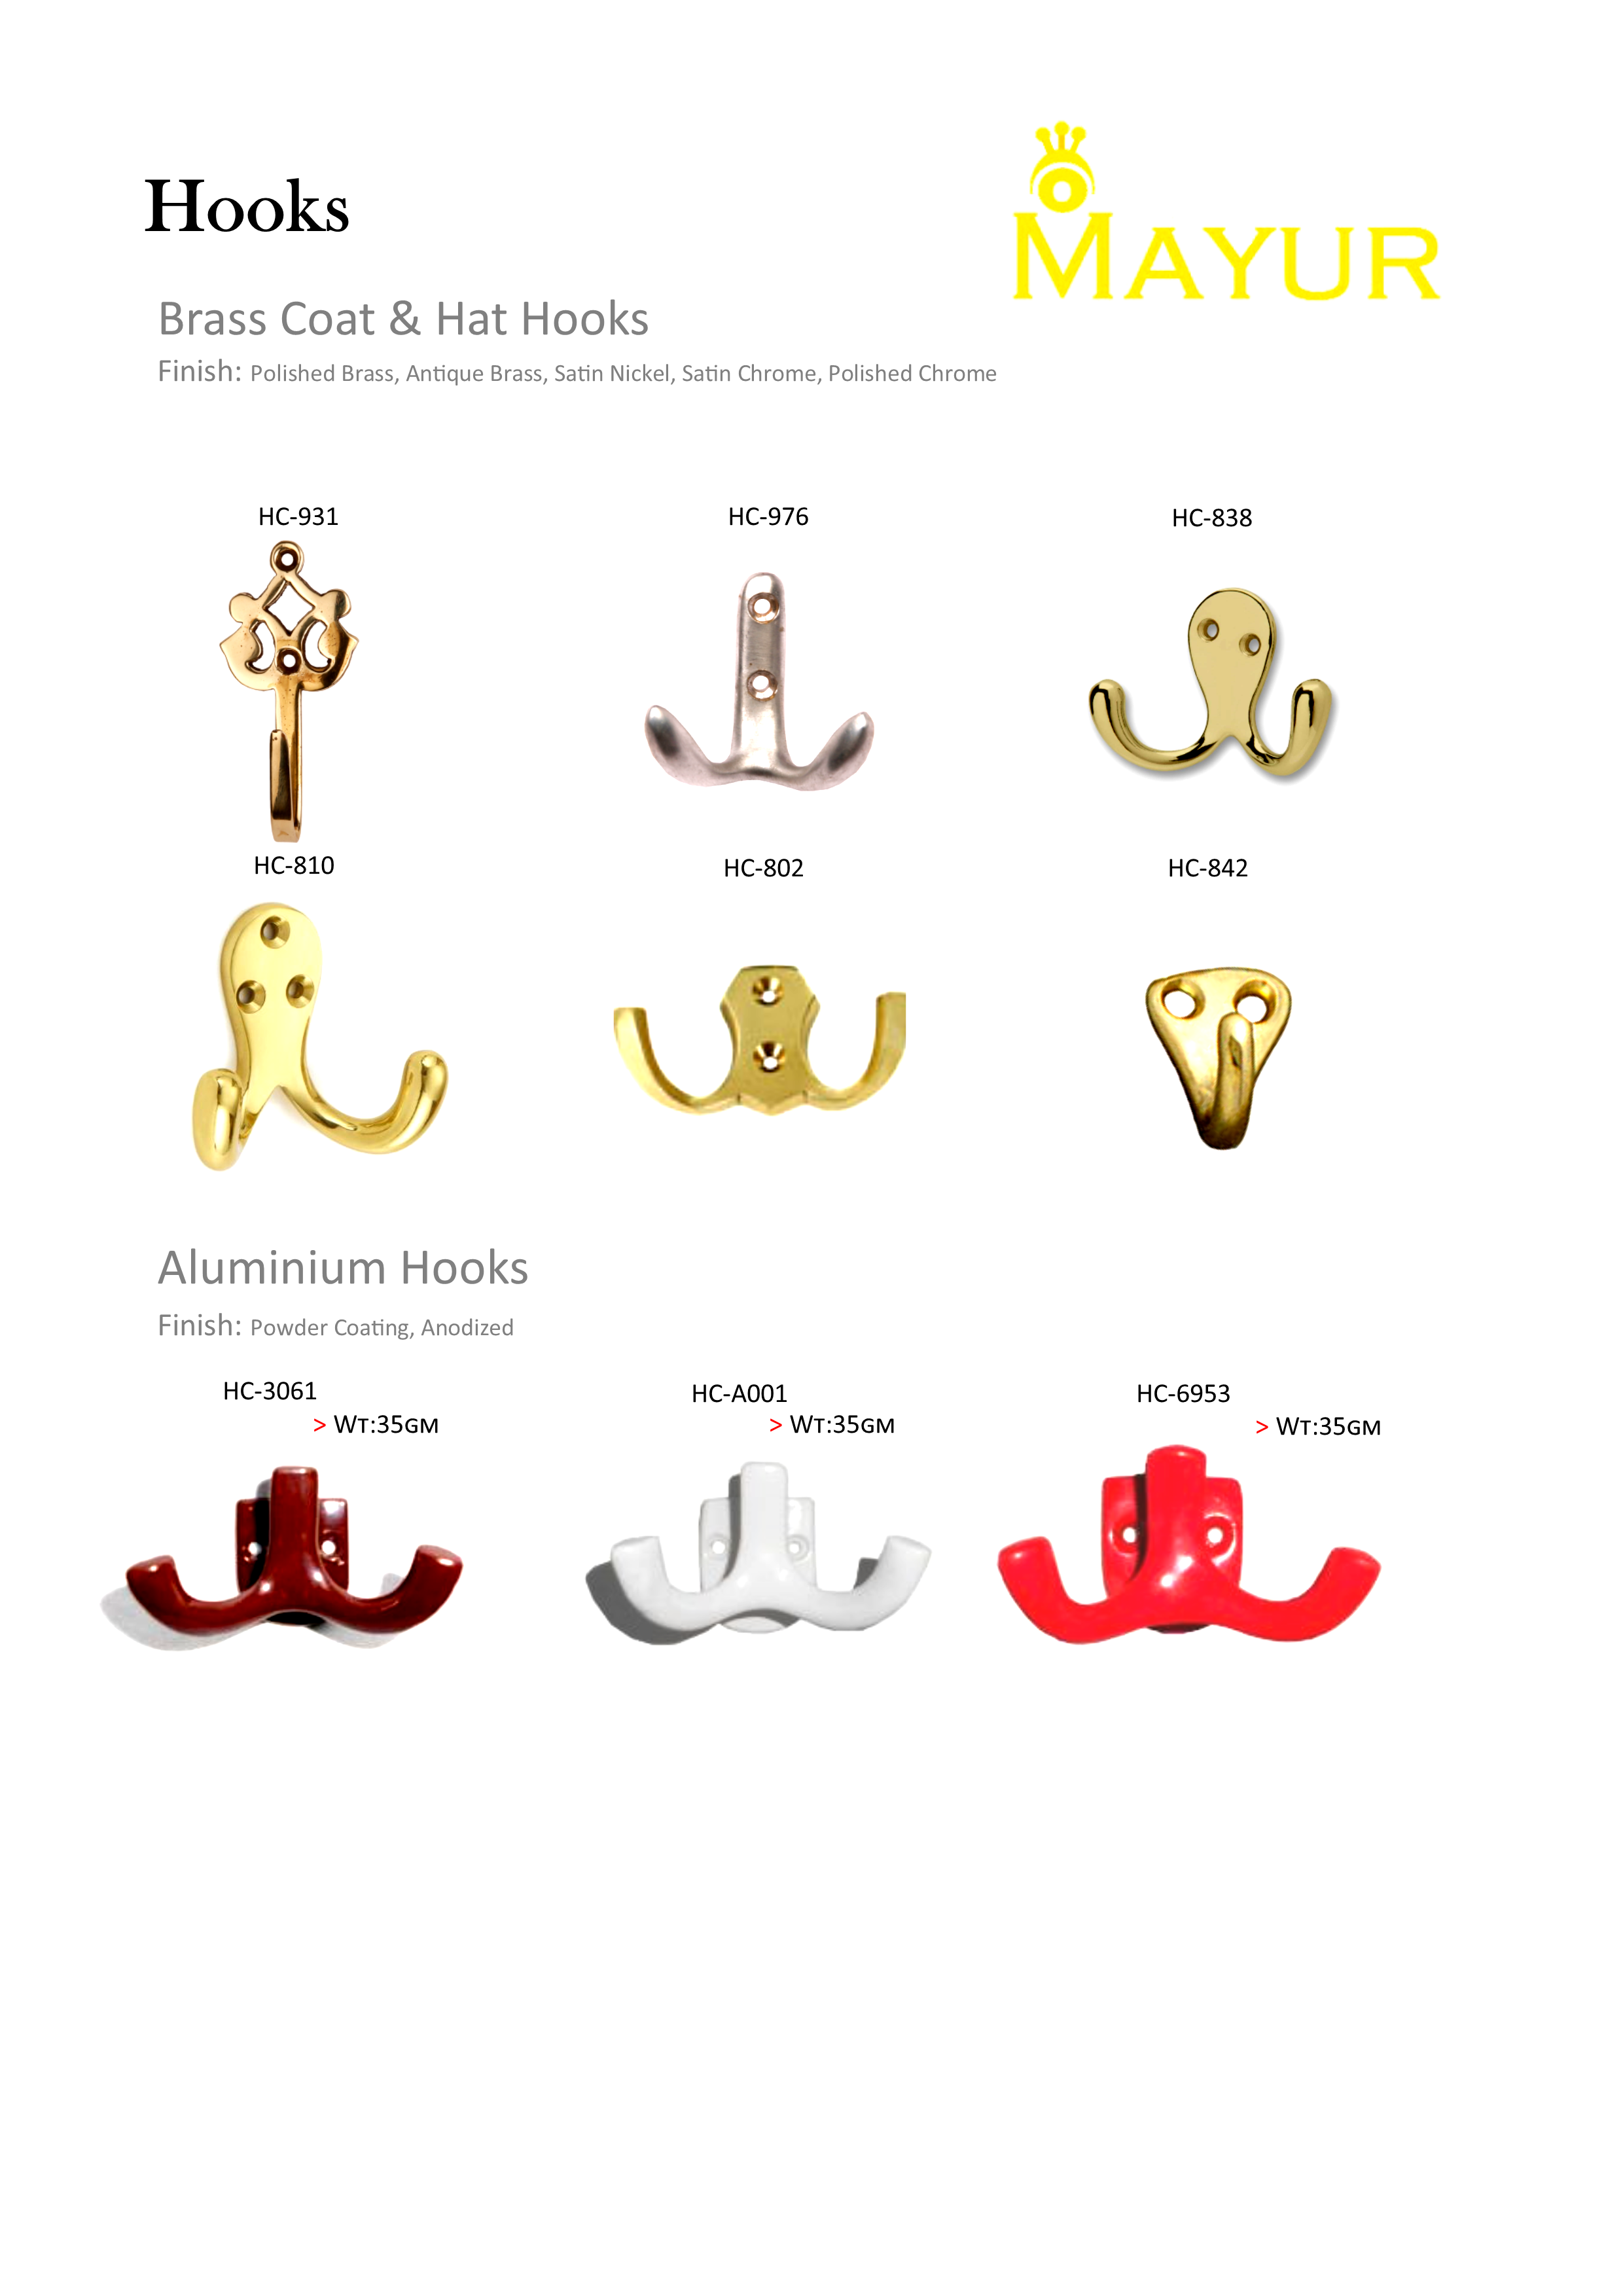 Hooks
MAYUR
Brass Coat & Hat Hooks
Finish: Polished Brass, Antique Brass, Satin Nickel, Satin Chrome, Polished Chrome
HC-931
HC-976
HC-838
HC-810
HC-802
HC-842
Aluminium Hooks
Finish: Powder Coating, Anodized
HC-3061
HC-A001
HC-6953
> Wt:35gm
> Wt:35gm
> Wt:35gm